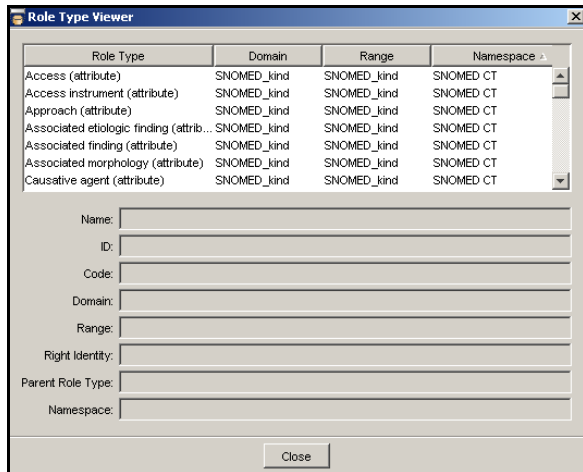 Role Type Viewer
Role Type Domain Range Namespace
Access (attribute) SNOMED_kind SNOMED_kind SNOMED CT
Access instrument (attribute) SNOMED_kind SNOMED_kind SNOMED CT
Approach (attribute) SNOMED_kind SNOMED_kind SNOMED CT
Associated etiologic finding (attrib... SNOMED_kind SNOMED_kind SNOMED CT
Associated finding (attribute) SNOMED_kind SNOMED_kind SNOMED CT
Associated morphology (attribute) SNOMED_kind SNOMED_kind SNOMED CT
Causative agent (attribute) SNOMED_kind SNOMED_kind SNOMED CT
Name:
ID:
Code:
Domain:
Range:
Right Identity:
Parent Role Type:
Namespace:
Close